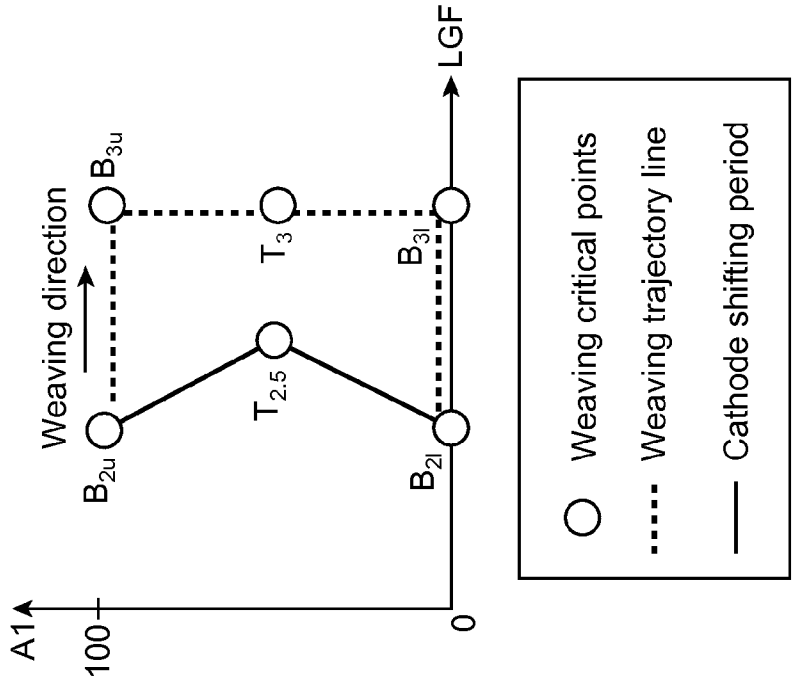 A1
100
0
LGF
Weaving direction
B2u
B3u
T2.5
T3
B2l
B3l
Weaving critical points
Weaving trajectory line
Cathode shifting period